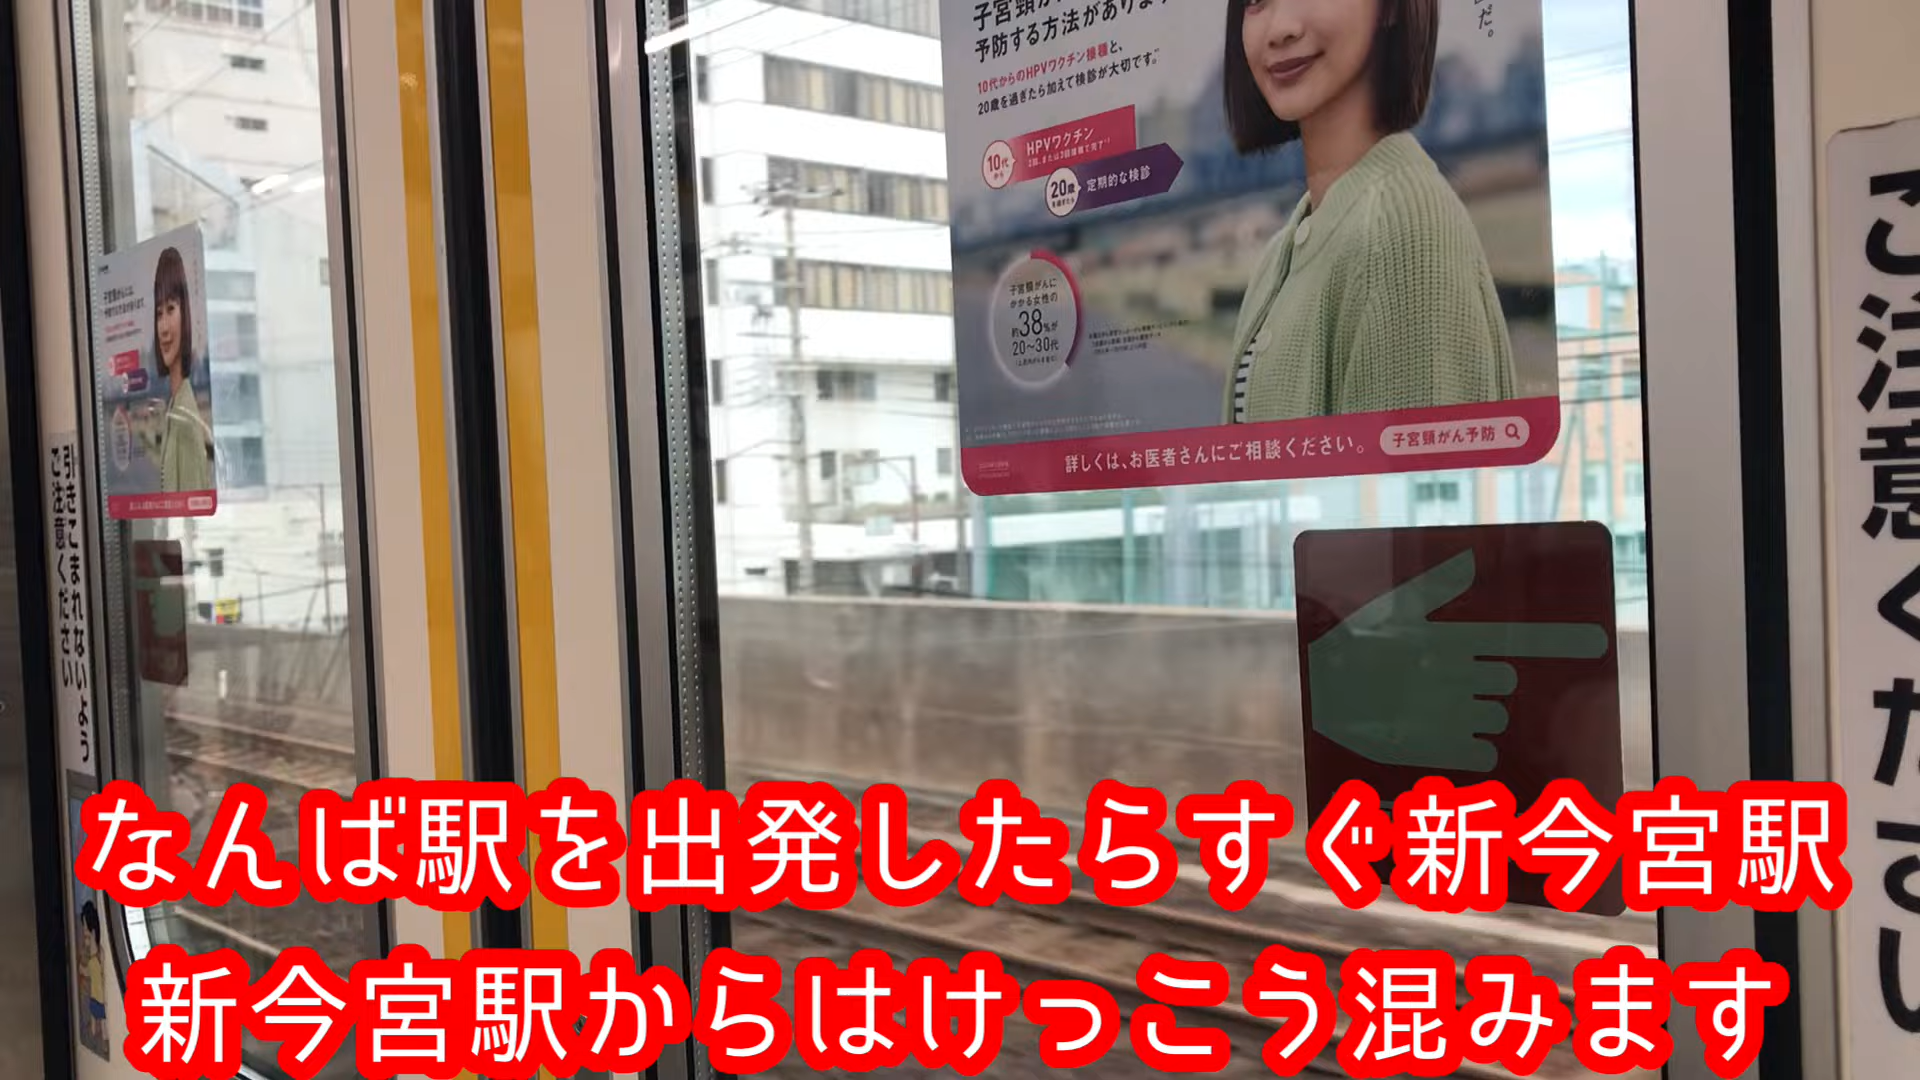 予防する方法があります
10代からのHPVワクチン接種と、
20歳を過ぎたら加えて検診が大切です。
10代から
HPVワクチン
20歳
定期的な検診
子宮頸がんに
かかる女性の
約38%が
20〜30代
詳しくは、お医者さんにご相談ください。
子宮頸がん予防
だ。
引きこまれないよう
ご注意ください
ご注意ください
なんば駅を出発したらすぐ新今宮駅
新今宮駅からはけっこう混みます